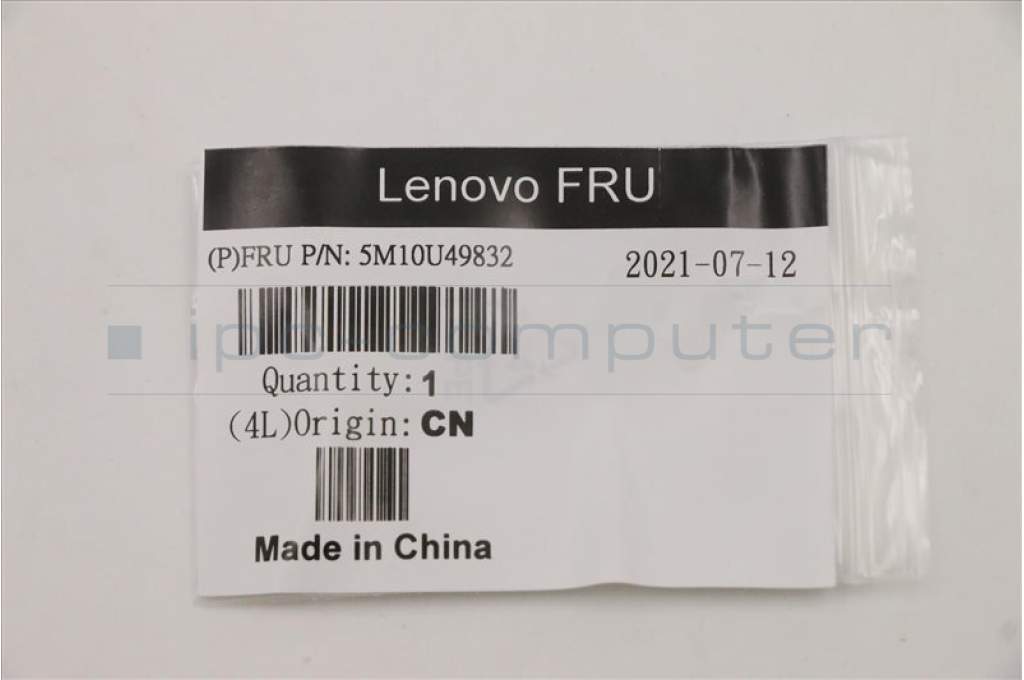 Lenovo FRU
(P)FRU P/N: 5M10U49832
2021-07-12
ipc-computer
Quantity:1
(4L)Origin: CN
Made in China